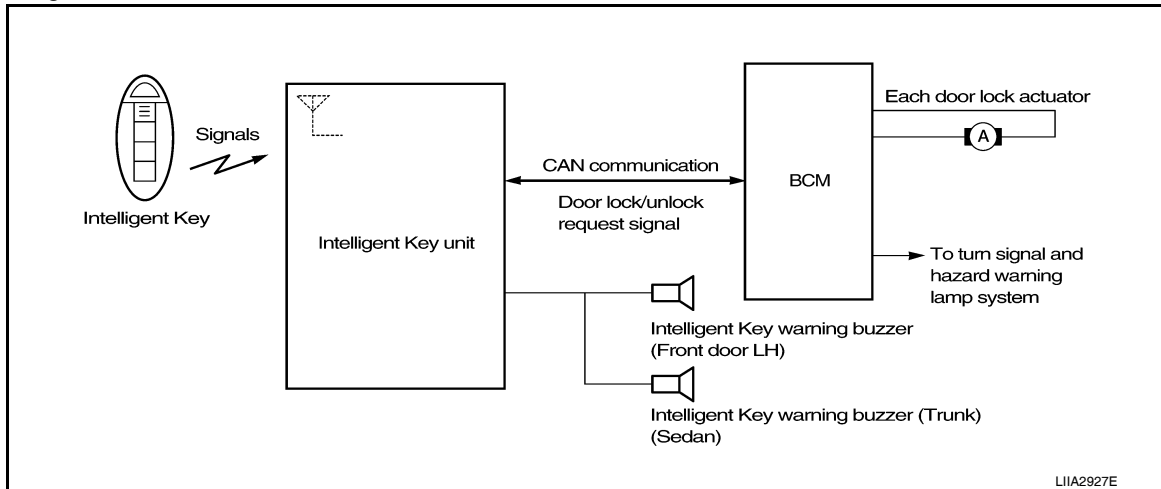 Signals
Intelligent Key
Intelligent Key unit
CAN communication
Door lock/unlock
request signal
BCM
Each door lock actuator
A
To turn signal and
hazard warning
lamp system
Intelligent Key warning buzzer
(Front door LH)
Intelligent Key warning buzzer (Trunk)
(Sedan)
LIIA2927E